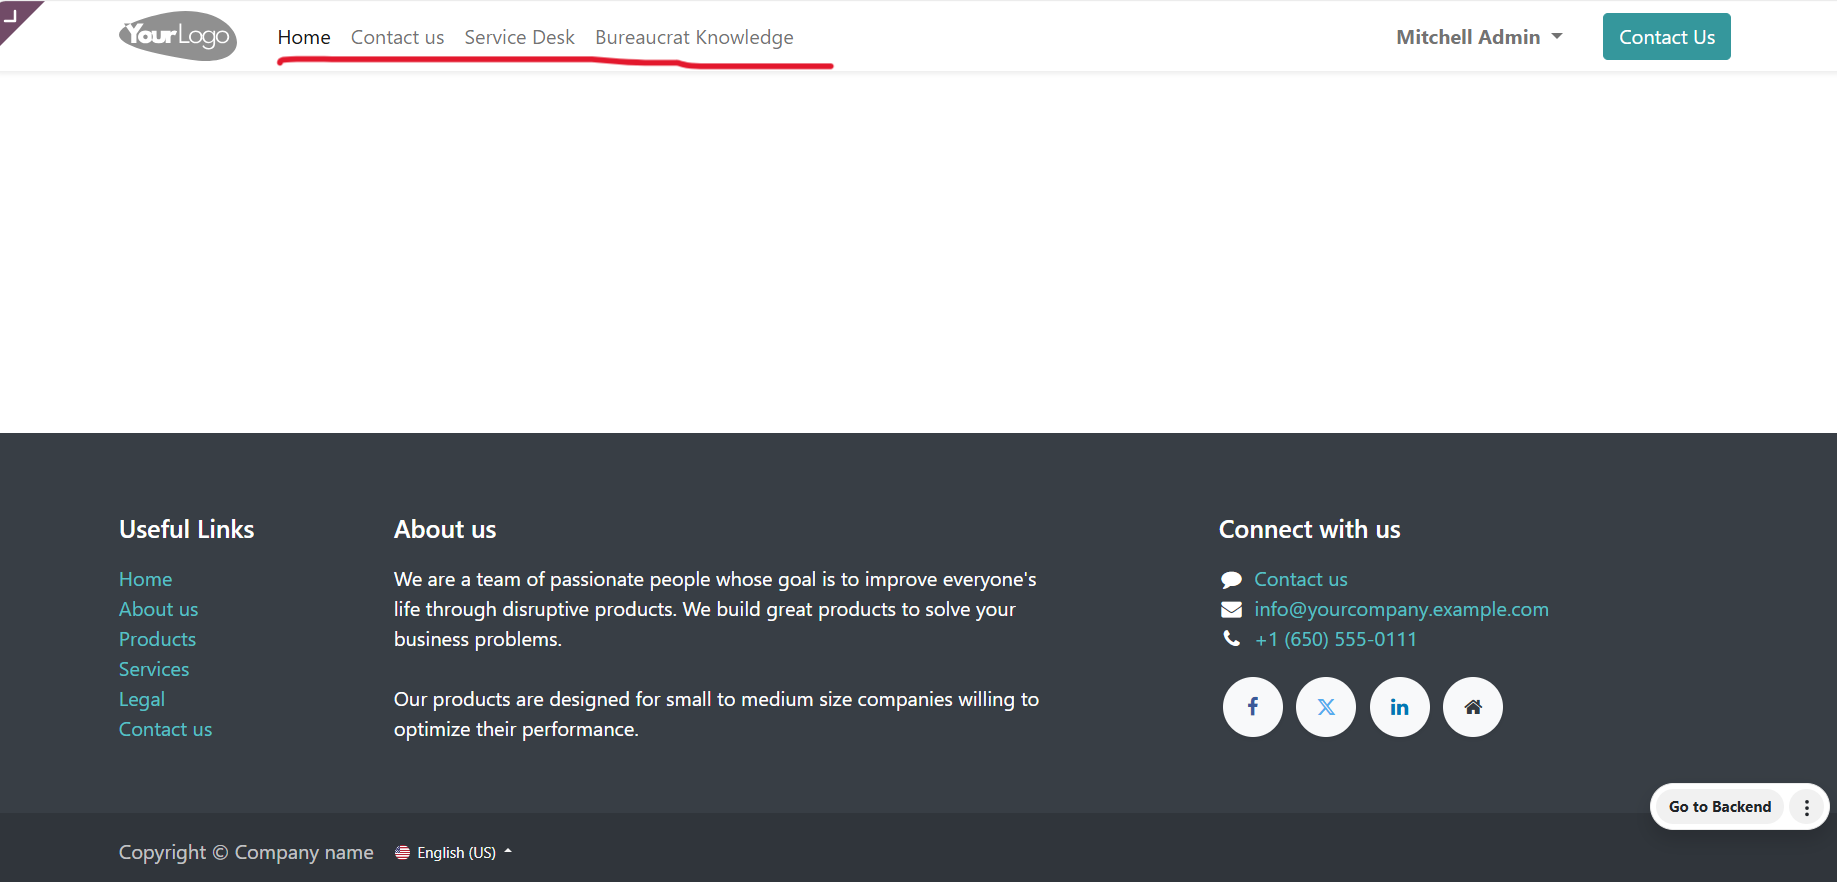 YourLogo
Home Contact us Service Desk Bureaucrat Knowledge
Mitchell Admin
Contact Us
Useful Links
Home
About us
Products
Services
Legal
Contact us
About us
We are a team of passionate people whose goal is to improve everyone's
life through disruptive products. We build great products to solve your
business problems.
Our products are designed for small to medium size companies willing to
optimize their performance.
Connect with us
Contact us
info@yourcompany.example.com
+1 (650) 555-0111
Go to Backend
Copyright © Company name
English (US)